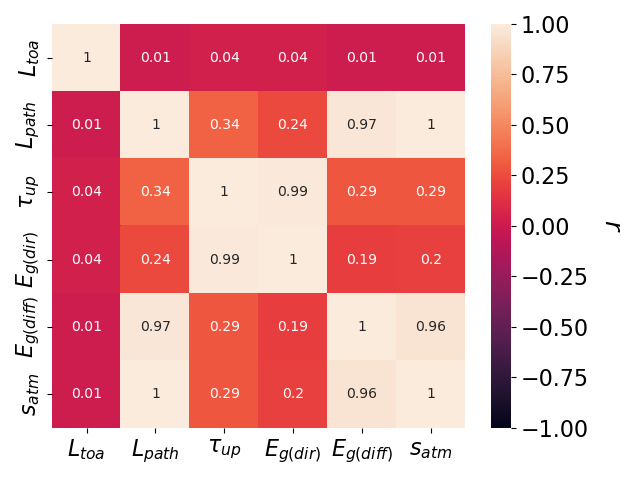 L_toa 1 0.01 0.04 0.04 0.01 0.01
L_path 0.01 1 0.34 0.24 0.97 1
τ_up 0.04 0.34 1 0.99 0.29 0.29
E_g(dir) 0.04 0.24 0.99 1 0.19 0.2
E_g(diff) 0.01 0.97 0.29 0.19 1 0.96
s_atm 0.01 1 0.29 0.2 0.96 1
L_toa L_path τ_up E_g(dir) E_g(diff) s_atm
1.00
0.75
0.50
0.25
0.00
−0.25
−0.50
−0.75
−1.00
r